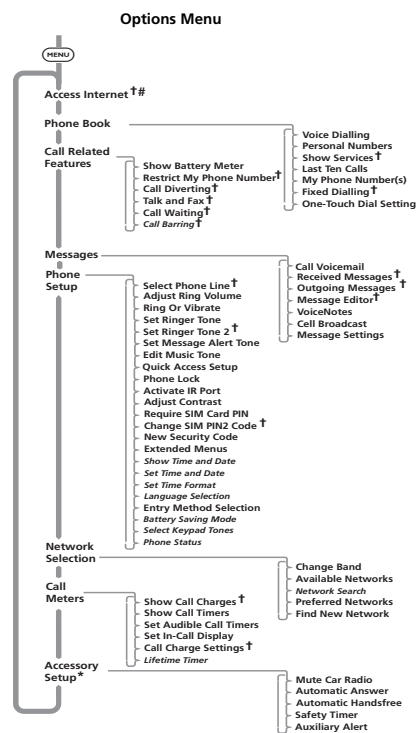 Options Menu
MENU
Access Internet†#
Phone Book
Voice Dialling
Personal Numbers
Show Services†
Last Ten Calls
My Phone Number(s)
Fixed Dialling†
One-Touch Dial Setting
Call Related
Features
Show Battery Meter
Restrict My Phone Number†
Call Diverting†
Talk and Fax†
Call Waiting†
Call Barring†
Messages
Call Voicemail
Received Messages†
Outgoing Messages†
Message Editor†
VoiceNotes
Cell Broadcast
Message Settings
Phone
Setup
Select Phone Line†
Adjust Ring Volume
Ring Or Vibrate
Set Ringer Tone
Set Ringer Tone 2†
Set Message Alert Tone
Edit Music Tone
Quick Access Setup
Phone Lock
Activate IR Port
Adjust Contrast
Require SIM Card PIN
Change SIM PIN2 Code†
New Security Code
Extended Menus
Show Time and Date
Set Time and Date
Set Time Format
Language Selection
Entry Method Selection
Battery Saving Mode
Select Keypad Tones
Phone Status
Network
Selection
Change Band
Available Networks
Network Search
Preferred Networks
Find New Network
Call
Meters
Show Call Charges†
Show Call Timers
Set Audible Call Timers
Set In-Call Display
Call Charge Settings†
Lifetime Timer
Accessory
Setup*
Mute Car Radio
Automatic Answer
Automatic Handsfree
Safety Timer
Auxiliary Alert